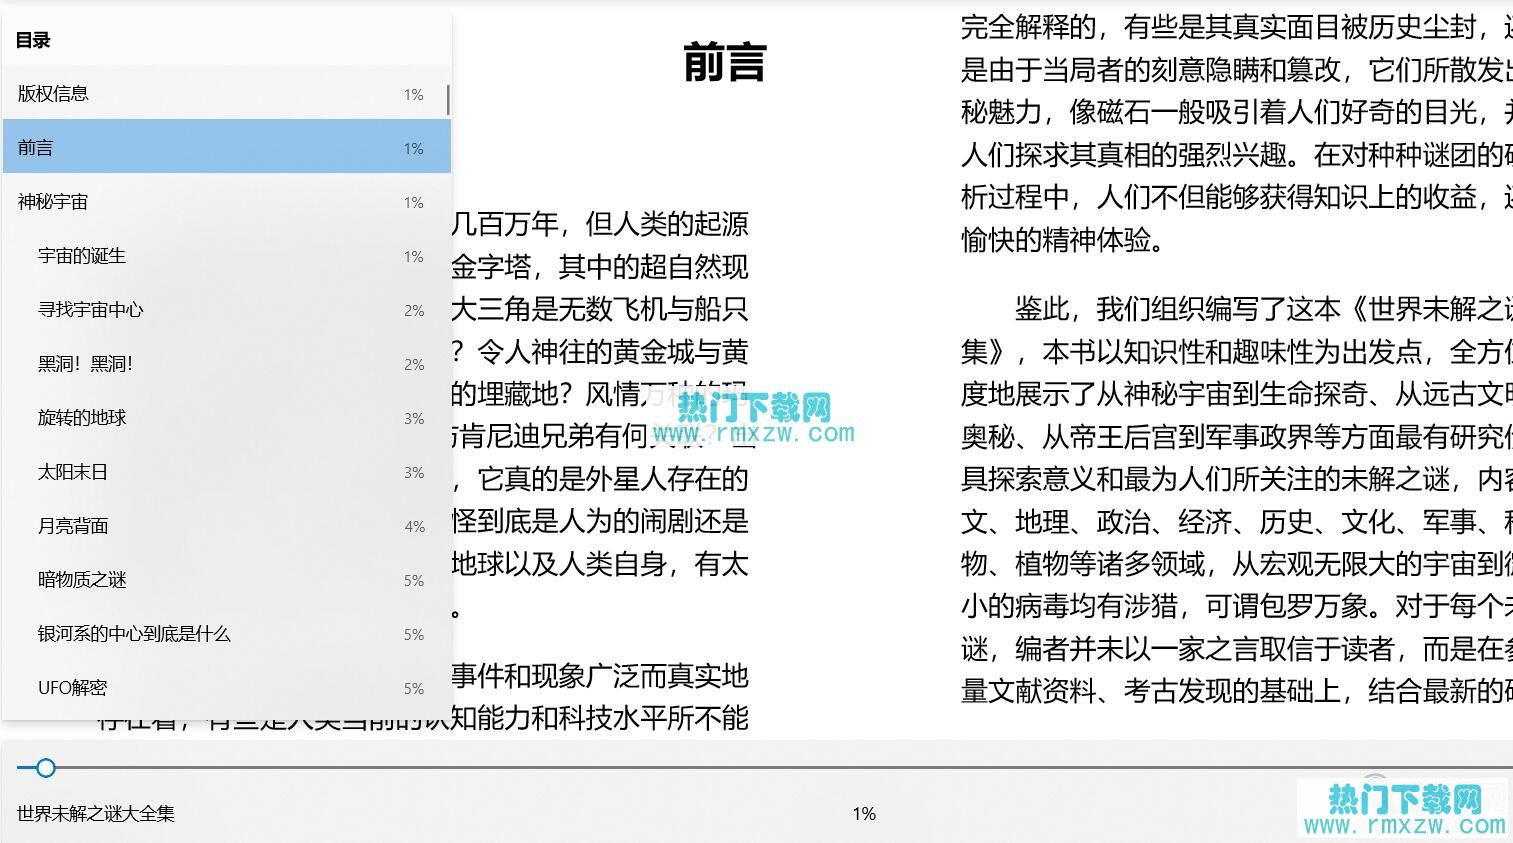 目录
版权信息 1%
前言 1%
神秘宇宙 1%
宇宙的诞生 1%
寻找宇宙中心 2%
黑洞！黑洞！ 2%
旋转的地球 3%
太阳末日 3%
月亮背面 4%
暗物质之谜 5%
银河系的中心到底是什么 5%
UFO解密 5%
前言
几百万年，但人类的起源
金字塔，其中的超自然现
大三角是无数飞机与船只
？令人神往的黄金城与黄
的埋藏地？风情万种的玛
肯尼迪兄弟有何
，它真的是外星人存在的
怪到底是人为的闹剧还是
地球以及人类自身，有太
。
事件和现象广泛而真实地
存在着，有些是人类当前的认知能力和科技水平所不能
完全解释的，有些是其真实面目被历史尘封，
是由于当局者的刻意隐瞒和篡改，它们所散发出
秘魅力，像磁石一般吸引着人们好奇的目光，
人们探求其真相的强烈兴趣。在对种种谜团的
析过程中，人们不但能够获得知识上的收益，
愉快的精神体验。
鉴此，我们组织编写了这本《世界未解之谜
集》，本书以知识性和趣味性为出发点，全方位
度地展示了从神秘宇宙到生命探奇、从远古文明
奥秘、从帝王后宫到军事政界等方面最有研究价
具探索意义和最为人们所关注的未解之谜，内容
文、地理、政治、经济、历史、文化、军事、科
物、植物等诸多领域，从宏观无限大的宇宙到微
小的病毒均有涉猎，可谓包罗万象。对于每个未
谜，编者并未以一家之言取信于读者，而是在参
量文献资料、考古发现的基础上，结合最新的研
热门下载网
www.rmxzw.com
世界未解之谜大全集 1%
热门下载网
www.rmxzw.com